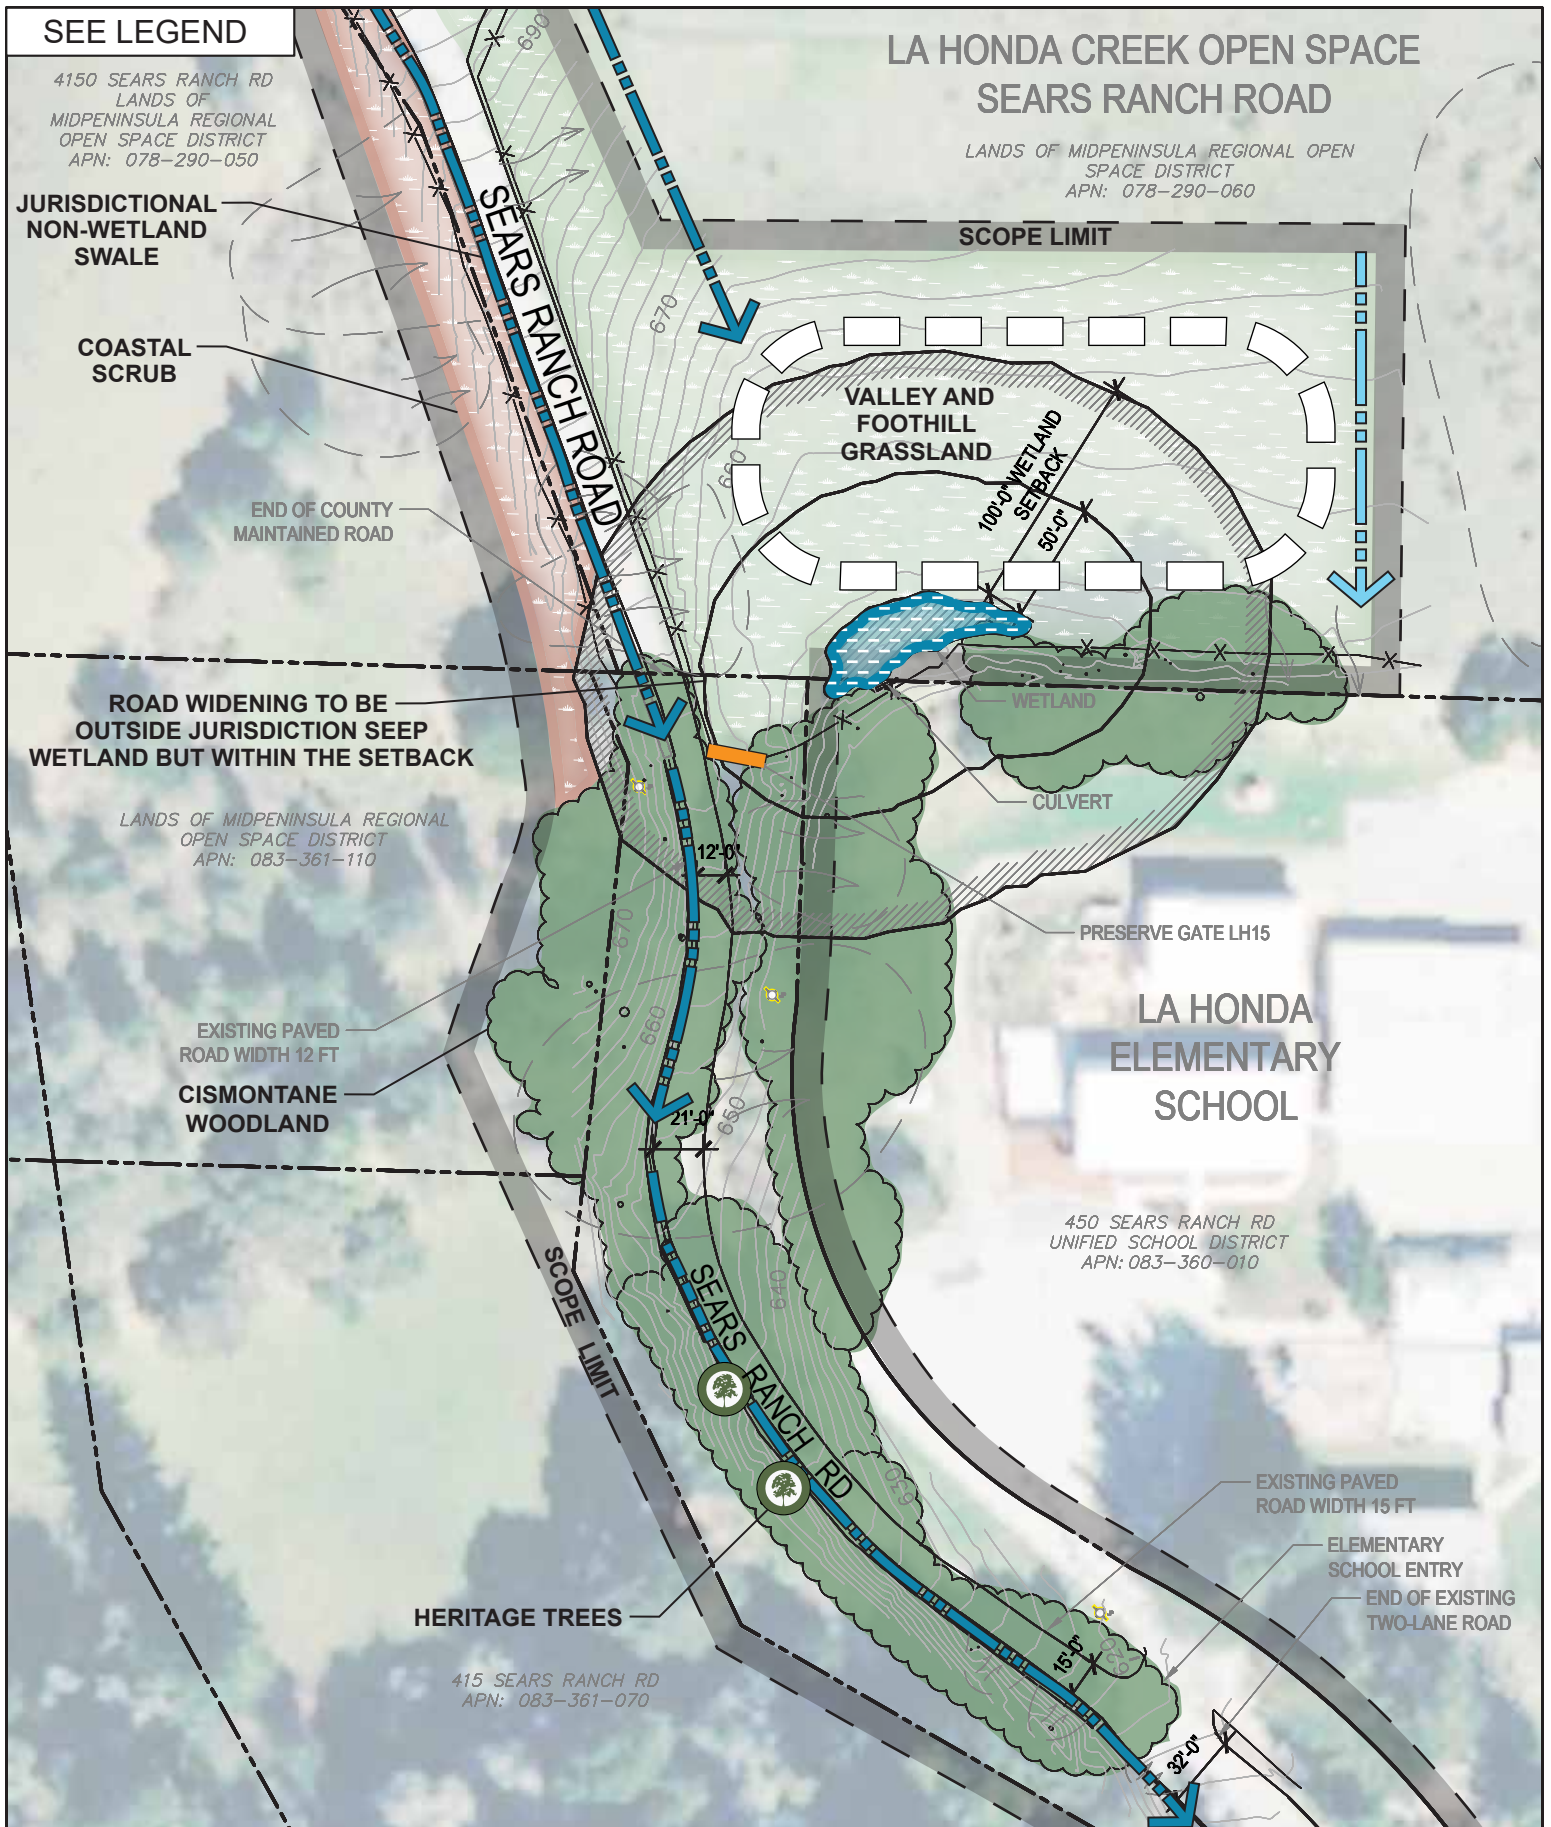 SEE LEGEND
4150 SEARS RANCH RD
LANDS OF
MIDPENINSULA REGIONAL
OPEN SPACE DISTRICT
APN: 078-290-050
690
LA HONDA CREEK OPEN SPACE
SEARS RANCH ROAD
LANDS OF MIDPENINSULA REGIONAL OPEN
SPACE DISTRICT
APN: 078-290-060
JURISDICTIONAL
NON-WETLAND
SWALE
SCOPE LIMIT
SEARS RANCH ROAD
670
COASTAL
SCRUB
VALLEY AND
FOOTHILL
GRASSLAND
660
100'-0" WETLAND
SETBACK
50'-0"
END OF COUNTY
MAINTAINED ROAD
ROAD WIDENING TO BE
OUTSIDE JURISDICTION SEEP
WETLAND BUT WITHIN THE SETBACK
WETLAND
CULVERT
LANDS OF MIDPENINSULA REGIONAL
OPEN SPACE DISTRICT
APN: 083-361-110
12'-0"
670
PRESERVE GATE LH15
LA HONDA
ELEMENTARY
SCHOOL
EXISTING PAVED
ROAD WIDTH 12 FT
660
CISMONTANE
WOODLAND
21'-0"
650
450 SEARS RANCH RD
UNIFIED SCHOOL DISTRICT
APN: 083-360-010
SCOPE LIMIT
640
SEARS RANCH RD
630
EXISTING PAVED
ROAD WIDTH 15 FT
ELEMENTARY
SCHOOL ENTRY
END OF EXISTING
TWO-LANE ROAD
HERITAGE TREES
620
15'-0"
415 SEARS RANCH RD
APN: 083-361-070
32'-0"